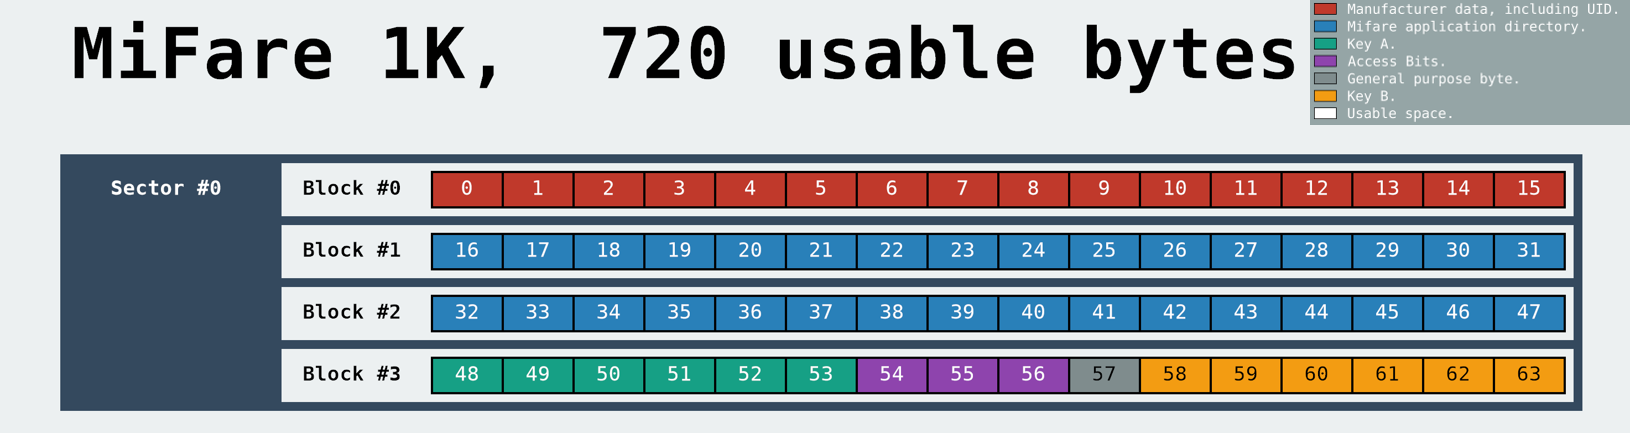 MiFare 1K,  720 usable bytes
Manufacturer data, including UID.
Mifare application directory.
Key A.
Access Bits.
General purpose byte.
Key B.
Usable space.
Sector #0 Block #0 0 1 2 3 4 5 6 7 8 9 10 11 12 13 14 15
Block #1 16 17 18 19 20 21 22 23 24 25 26 27 28 29 30 31
Block #2 32 33 34 35 36 37 38 39 40 41 42 43 44 45 46 47
Block #3 48 49 50 51 52 53 54 55 56 57 58 59 60 61 62 63